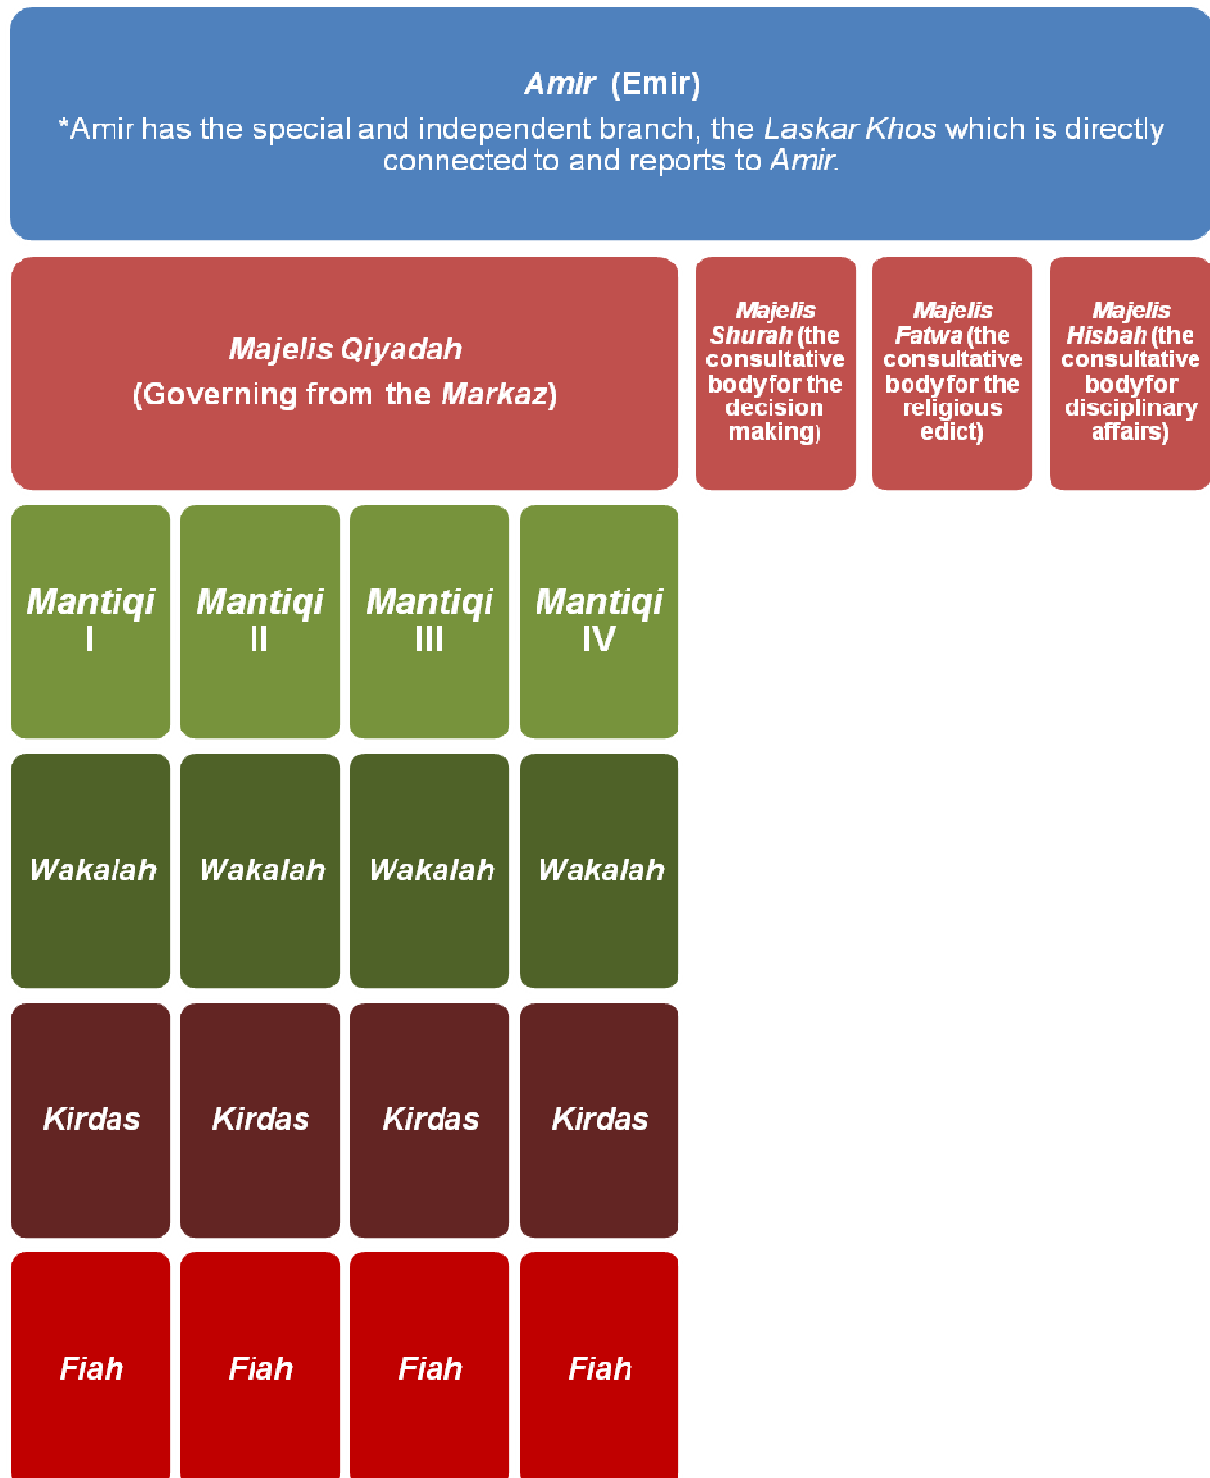 Amir (Emir)
*Amir has the special and independent branch, the Laskar Khos which is directly
connected to and reports to Amir.
Majelis Qiyadah
(Governing from the Markaz)
Majelis
Shurah (the
consultative
body for the
decision
making)
Majelis
Fatwa (the
consultative
body for the
religious
edict)
Majelis
Hisbah (the
consultative
body for
disciplinary
affairs)
Mantiqi
I
Mantiqi
II
Mantiqi
III
Mantiqi
IV
Wakalah
Wakalah
Wakalah
Wakalah
Kirdas
Kirdas
Kirdas
Kirdas
Fiah
Fiah
Fiah
Fiah